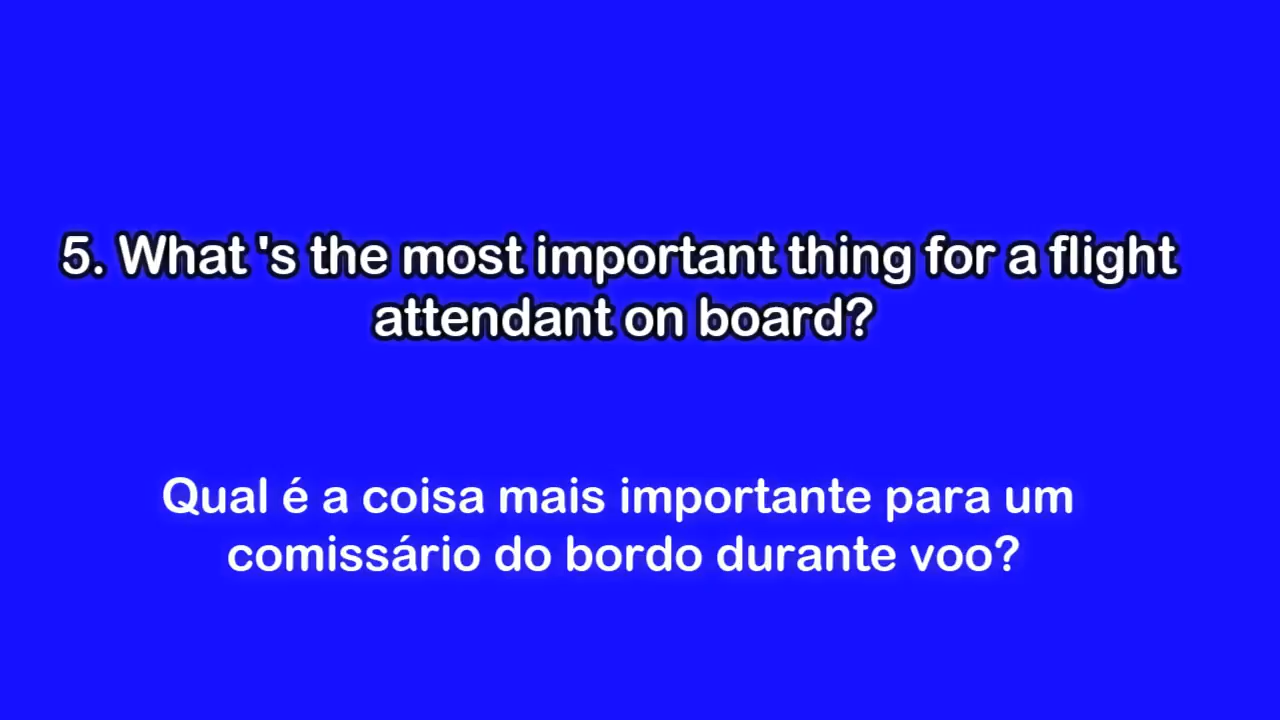 5. What 's the most important thing for a flight
attendant on board?
Qual é a coisa mais importante para um
comissário do bordo durante voo?